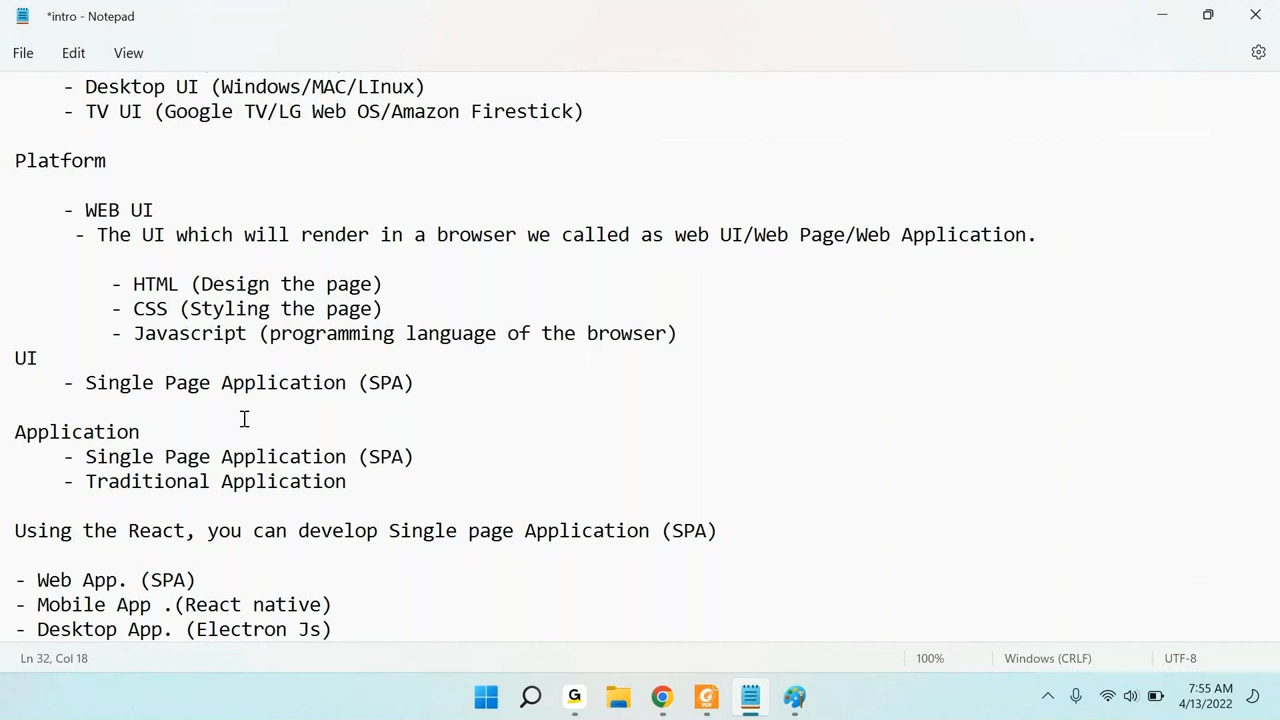 *intro - Notepad
File Edit View
- Desktop UI (Windows/MAC/LInux)
- TV UI (Google TV/LG Web OS/Amazon Firestick)
Platform
- WEB UI
- The UI which will render in a browser we called as web UI/Web Page/Web Application.
- HTML (Design the page)
- CSS (Styling the page)
- Javascript (programming language of the browser)
UI
- Single Page Application (SPA)
Application
- Single Page Application (SPA)
- Traditional Application
Using the React, you can develop Single page Application (SPA)
- Web App. (SPA)
- Mobile App .(React native)
- Desktop App. (Electron Js)
Ln 32, Col 18 100% Windows (CRLF) UTF-8
7:55 AM
4/13/2022